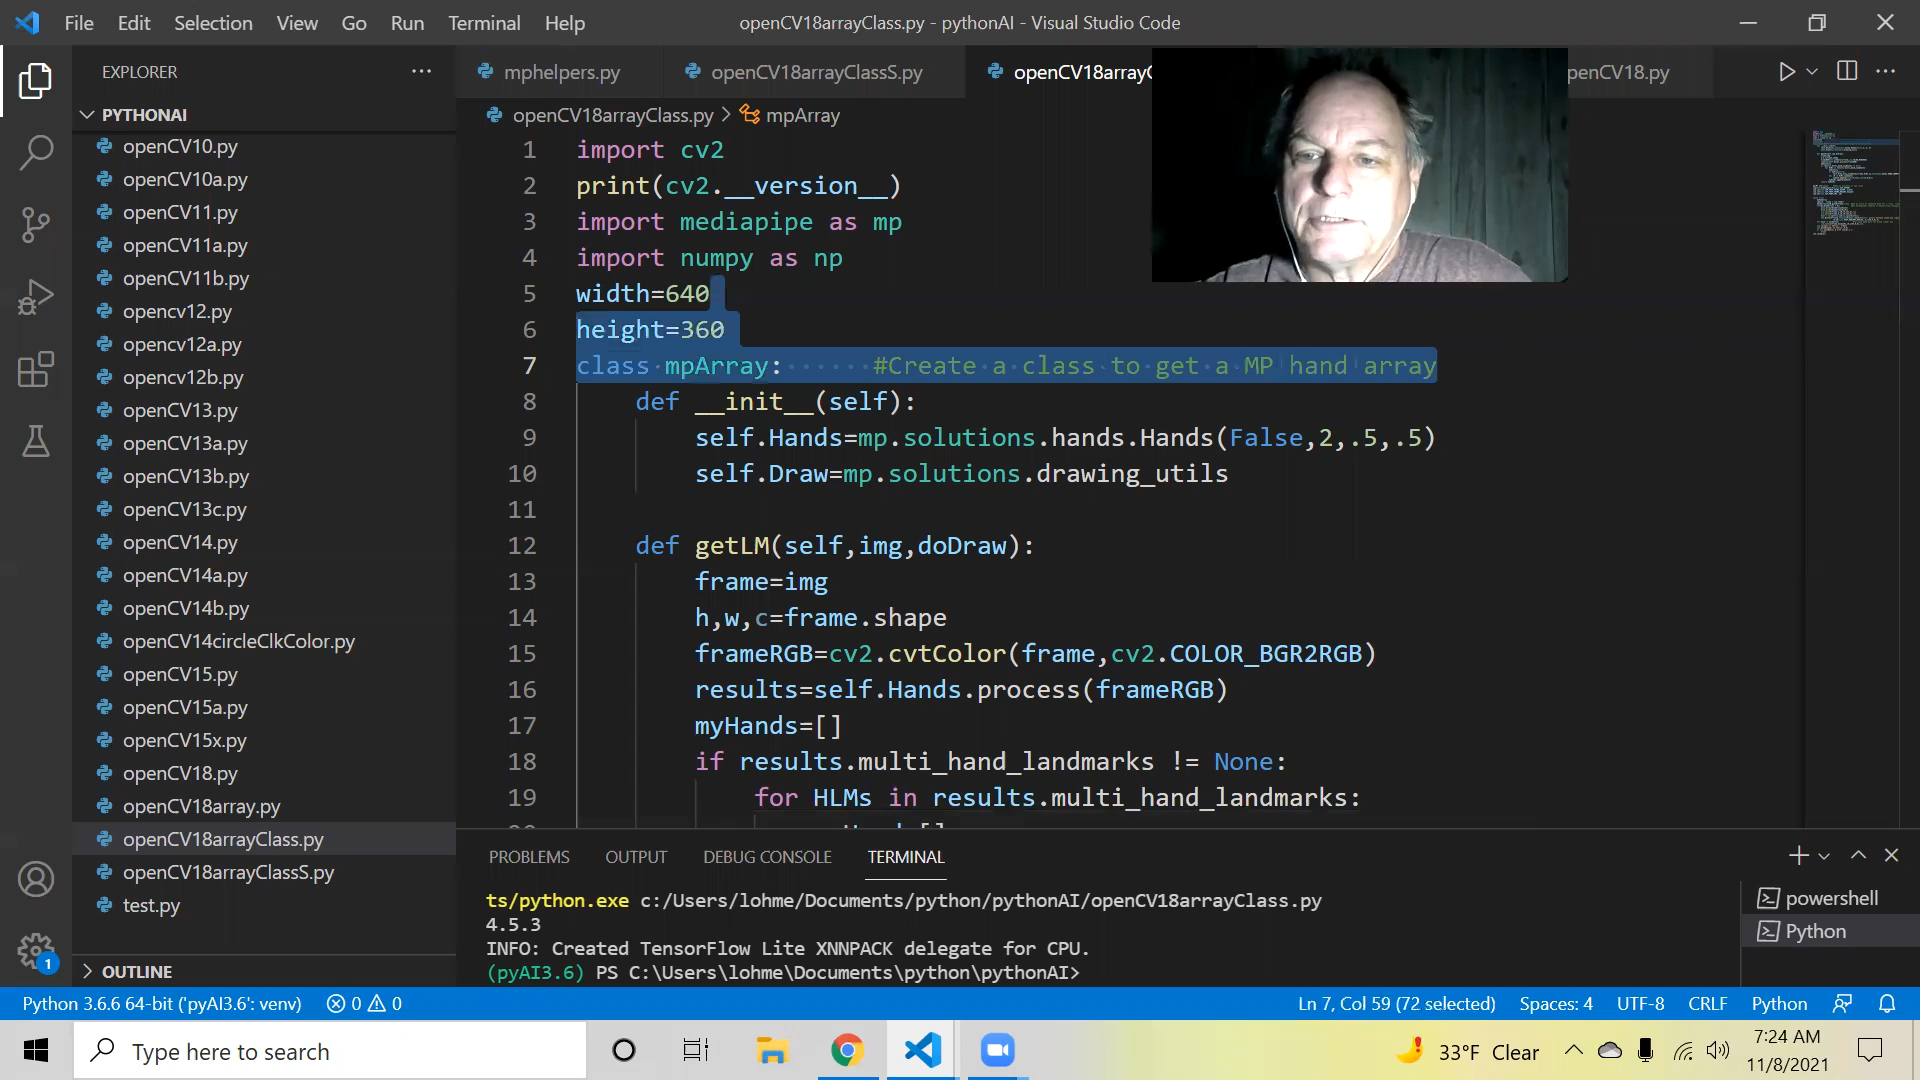 File Edit Selection View Go Run Terminal Help
openCV18arrayClass.py - pythonAI - Visual Studio Code
EXPLORER
PYTHONAI
openCV10.py
openCV10a.py
openCV11.py
openCV11a.py
openCV11b.py
opencv12.py
opencv12a.py
opencv12b.py
openCV13.py
openCV13a.py
openCV13b.py
openCV13c.py
openCV14.py
openCV14a.py
openCV14b.py
openCV14circleClkColor.py
openCV15.py
openCV15a.py
openCV15x.py
openCV18.py
openCV18array.py
openCV18arrayClass.py
openCV18arrayClassS.py
test.py
OUTLINE
mphelpers.py
openCV18arrayClassS.py
openCV18arrayC
penCV18.py
openCV18arrayClass.py > mpArray
1 import cv2
2 print(cv2.__version__)
3 import mediapipe as mp
4 import numpy as np
5 width=640
6 height=360
7 class mpArray: #Create a class to get a MP hand array
8 def __init__(self):
9 self.Hands=mp.solutions.hands.Hands(False,2,.5,.5)
10 self.Draw=mp.solutions.drawing_utils
11
12 def getLM(self,img,doDraw):
13 frame=img
14 h,w,c=frame.shape
15 frameRGB=cv2.cvtColor(frame,cv2.COLOR_BGR2RGB)
16 results=self.Hands.process(frameRGB)
17 myHands=[]
18 if results.multi_hand_landmarks != None:
19 for HLMs in results.multi_hand_landmarks:
PROBLEMS OUTPUT DEBUG CONSOLE TERMINAL
ts/python.exe c:/Users/lohme/Documents/python/pythonAI/openCV18arrayClass.py
4.5.3
INFO: Created TensorFlow Lite XNNPACK delegate for CPU.
(pyAI3.6) PS C:\Users\lohme\Documents\python\pythonAI>
powershell
Python
1
Python 3.6.6 64-bit ('pyAI3.6': venv) 0 0
Ln 7, Col 59 (72 selected) Spaces: 4 UTF-8 CRLF Python
Type here to search
33°F Clear
7:24 AM
11/8/2021